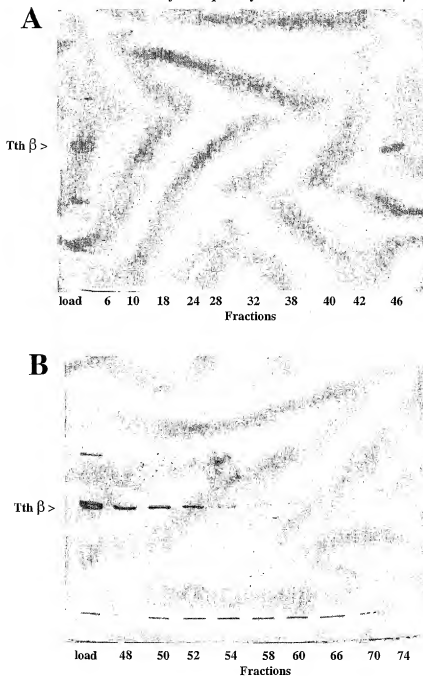 A
Tth β >
load 6 10 18 24 28 32 38 40 42 46
Fractions
B
Tth β >
load 48 50 52 54 58 60 66 70 74
Fractions